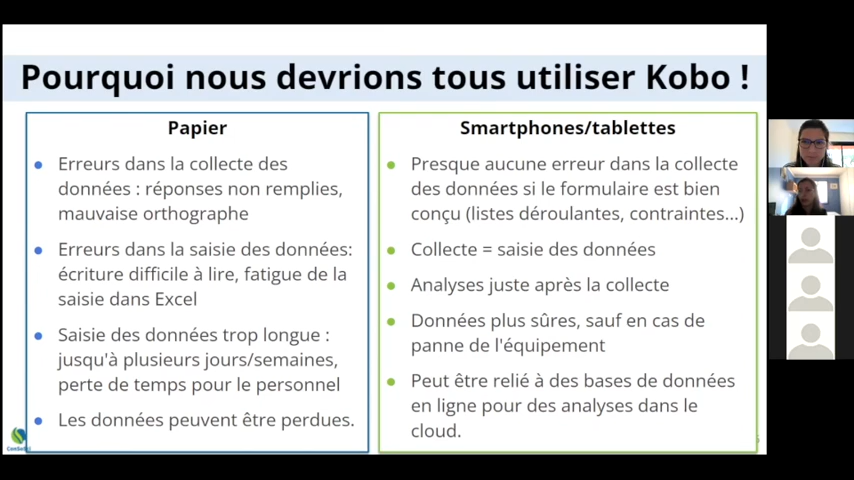 Pourquoi nous devrions tous utiliser Kobo !
Papier
Erreurs dans la collecte des
données : réponses non remplies,
mauvaise orthographe
Erreurs dans la saisie des données:
écriture difficile à lire, fatigue de la
saisie dans Excel
Saisie des données trop longue :
jusqu'à plusieurs jours/semaines,
perte de temps pour le personnel
Les données peuvent être perdues.
Smartphones/tablettes
Presque aucune erreur dans la collecte
des données si le formulaire est bien
conçu (listes déroulantes, contraintes...)
Collecte = saisie des données
Analyses juste après la collecte
Données plus sûres, sauf en cas de
panne de l'équipement
Peut être relié à des bases de données
en ligne pour des analyses dans le
cloud.